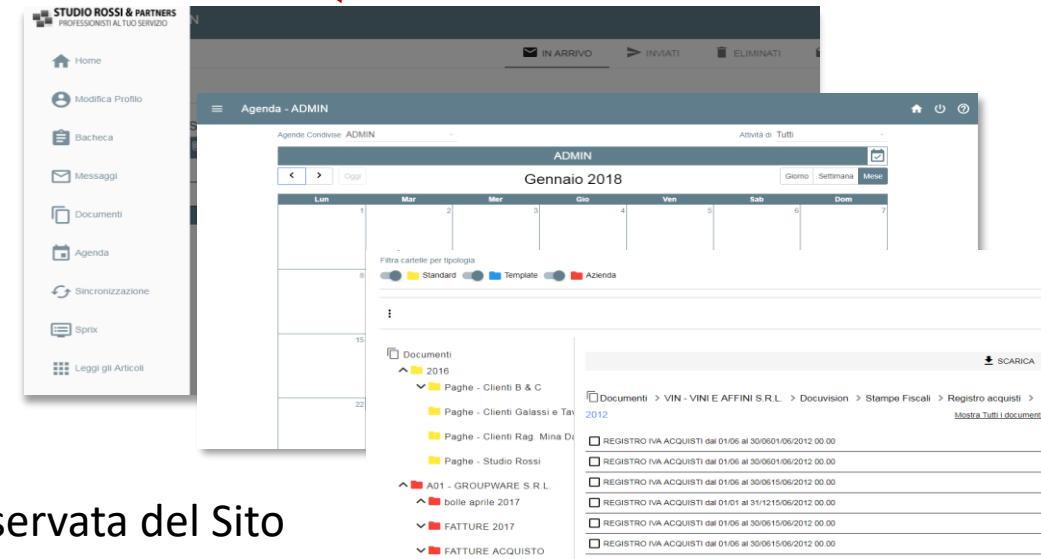 STUDIO ROSSI & PARTNERS
PROFESSIONISTI AL TUO SERVIZIO
N
Home
Modifica Profilo
Bacheca
Messaggi
Documenti
Agenda
Sincronizzazione
Sprix
Leggi gli Articoli
IN ARRIVO INVIATI ELIMINATI
S
Agenda - ADMIN
Agende Condivise ADMIN Attività di Tutti
ADMIN
Oggi Gennaio 2018 Giorno Settimana Mese
Lun Mar Mer Gio Ven Sab Dom
1 2 3 4 5 6 7
8
15
22
Filtra cartelle per tipologia
Standard Template Azienda
Documenti
2016
Paghe - Clienti B & C
Paghe - Clienti Galassi e Tav
Paghe - Clienti Rag. Mina Da
Paghe - Studio Rossi
A01 - GROUPWARE S.R.L.
bolle aprile 2017
FATTURE 2017
FATTURE ACQUISTO
SCARICA
Documenti > VIN - VINI E AFFINI S.R.L. > Docuvision > Stampe Fiscali > Registro acquisti >
2012 Mostra Tutti i document
REGISTRO IVA ACQUISTI dal 01/06 al 30/0601/06/2012 00.00
REGISTRO IVA ACQUISTI dal 01/06 al 30/0601/06/2012 00.00
REGISTRO IVA ACQUISTI dal 01/06 al 30/0615/06/2012 00.00
REGISTRO IVA ACQUISTI dal 01/01 al 31/1215/06/2012 00.00
REGISTRO IVA ACQUISTI dal 01/06 al 30/0615/06/2012 00.00
REGISTRO IVA ACQUISTI dal 01/06 al 30/0615/06/2012 00.00
servata del Sito